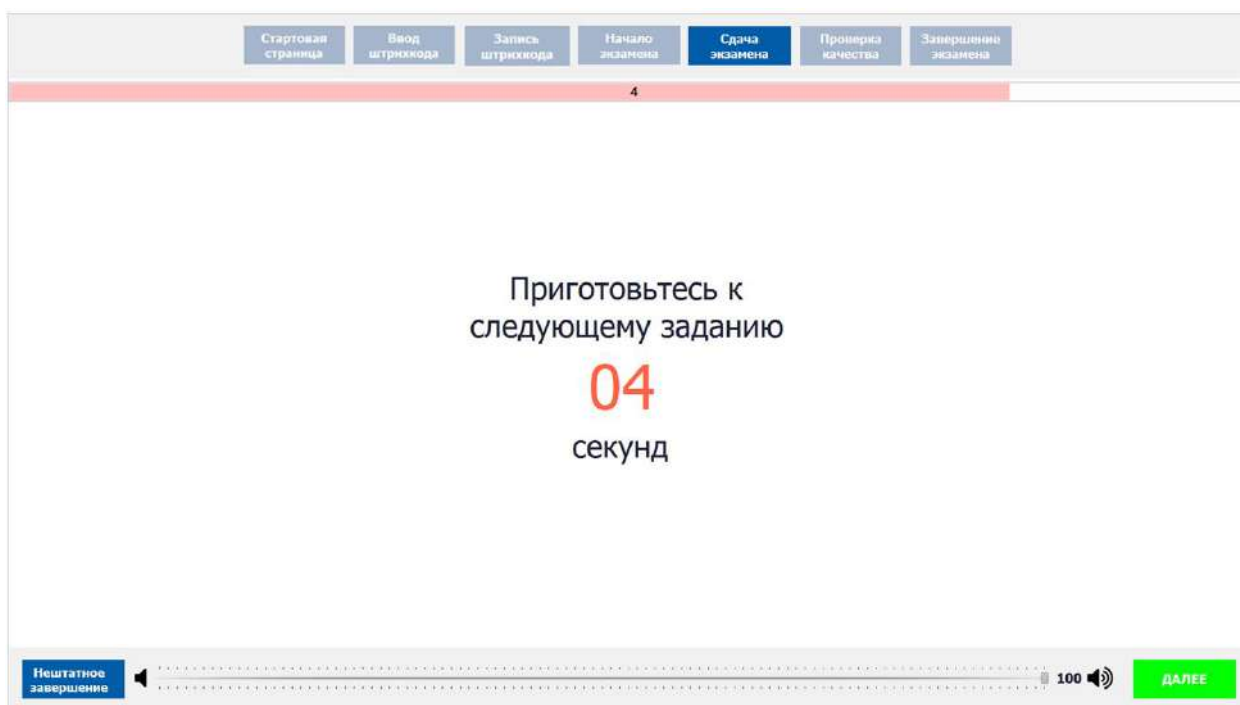 Стартовая
страница
Ввод
штрихкода
Запись
штрихкода
Начало
экзамена
Сдача
экзамена
Проверка
качества
Завершение
экзамена
4
Приготовьтесь к
следующему заданию
04
секунд
Нештатное
завершение
100
ДАЛЕЕ